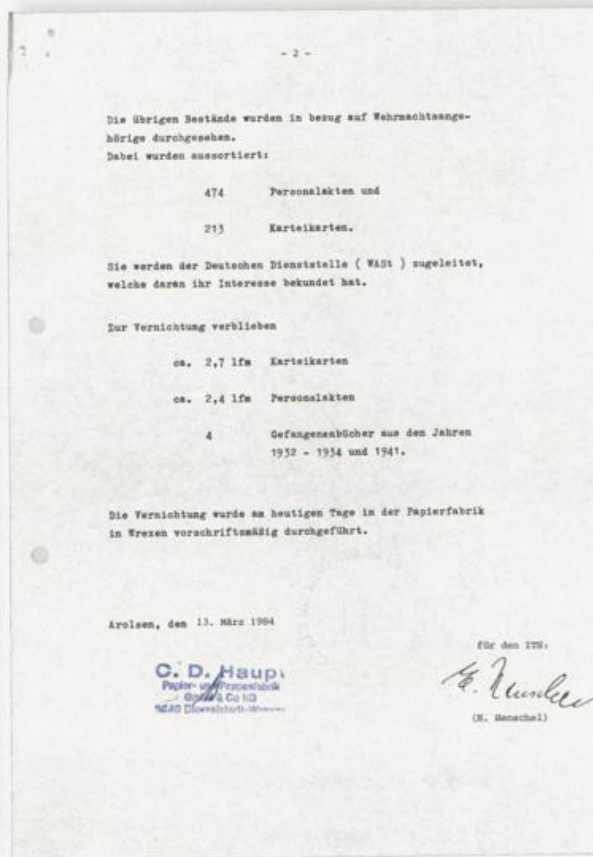 - 2 -
Die übrigen Bestände wurden in bezug auf Wehrmachtsange-
hörige durchgesehen.
Dabei wurden aussortiert:
474 Personalakten und
213 Karteikarten.
Sie werden der Deutschen Dienststelle ( WASt ) zugeleitet,
welche daran ihr Interesse bekundet hat.
Zur Vernichtung verblieben
ca. 2,7 lfm Karteikarten
ca. 2,4 lfm Personalakten
4 Gefangenenbücher aus den Jahren
1932 - 1934 und 1941.
Die Vernichtung wurde am heutigen Tage in der Papierfabrik
in Wrexen vorschriftsmäßig durchgeführt.
Arolsen, den 13. März 1984
für den ITS:
C. D. Haupt
Papier- und Pappenfabrik
GmbH & Co KG
Diemelstadt-Wrexen
(H. Henschel)